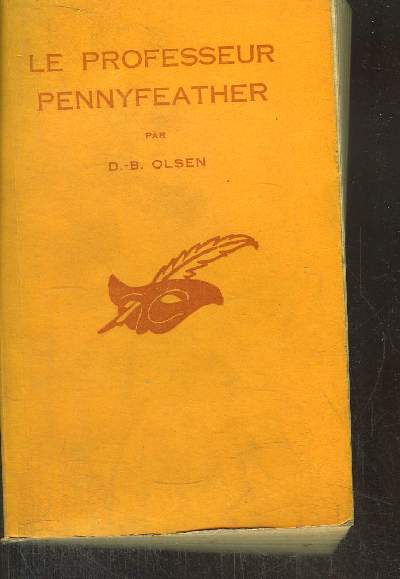 LE PROFESSEUR
PENNYFEATHER
PAR
D.-B. OLSEN